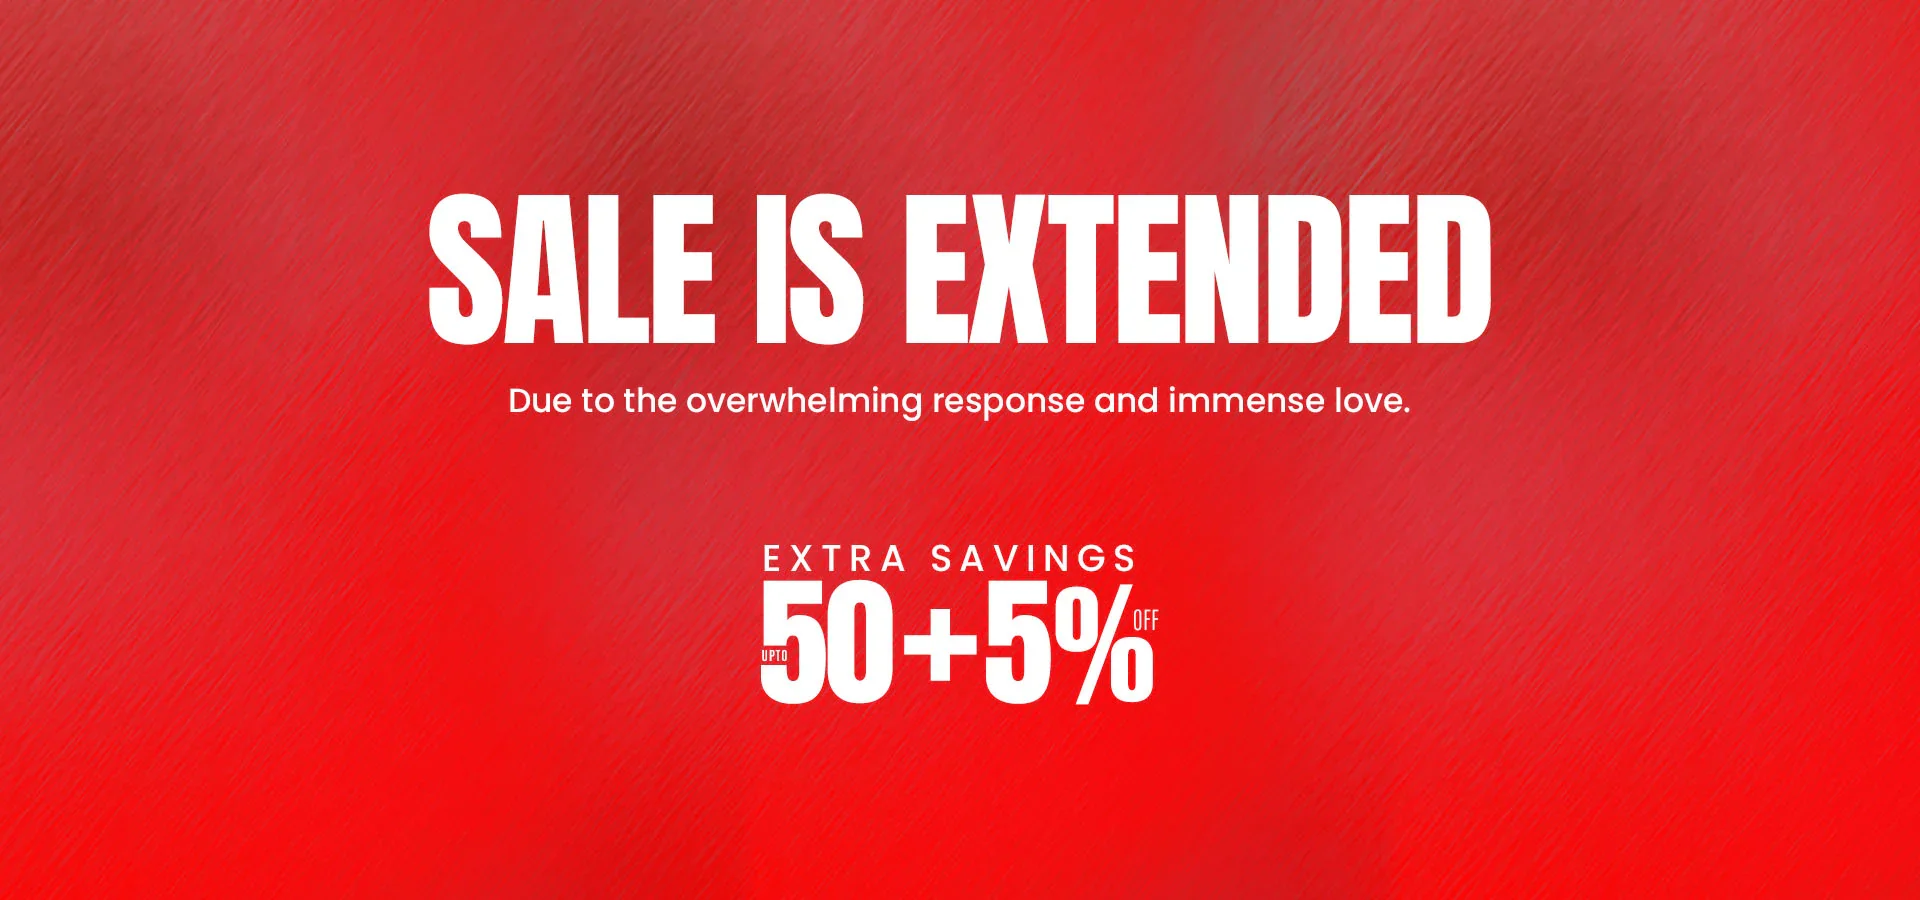 SALE IS EXTENDED
Due to the overwhelming response and immense love.
EXTRA SAVINGS
UPTO 50+5% OFF